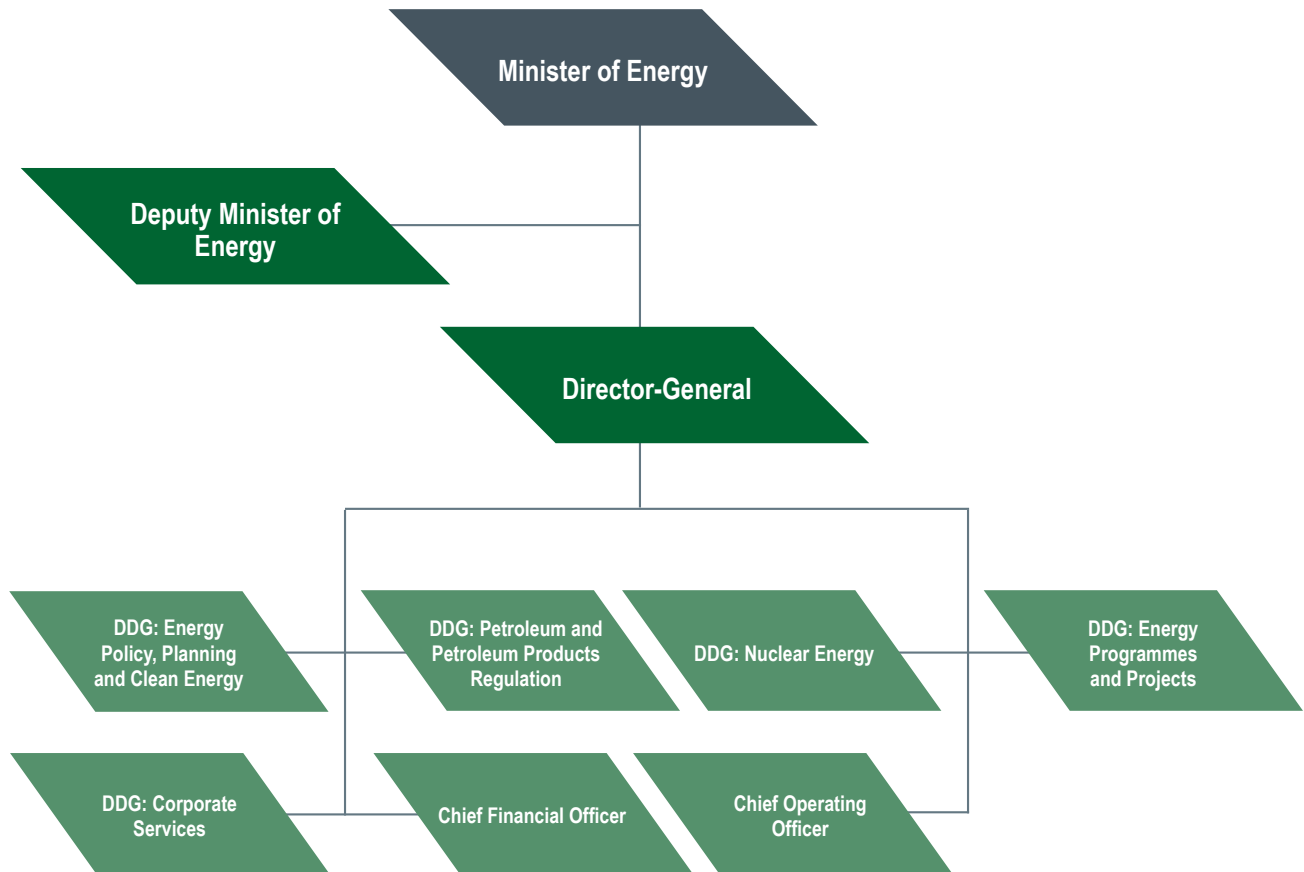 Minister of Energy
Deputy Minister of
Energy
Director-General
DDG: Energy
Policy, Planning
and Clean Energy
DDG: Petroleum and
Petroleum Products
Regulation
DDG: Nuclear Energy
DDG: Energy
Programmes
and Projects
DDG: Corporate
Services
Chief Financial Officer
Chief Operating
Officer